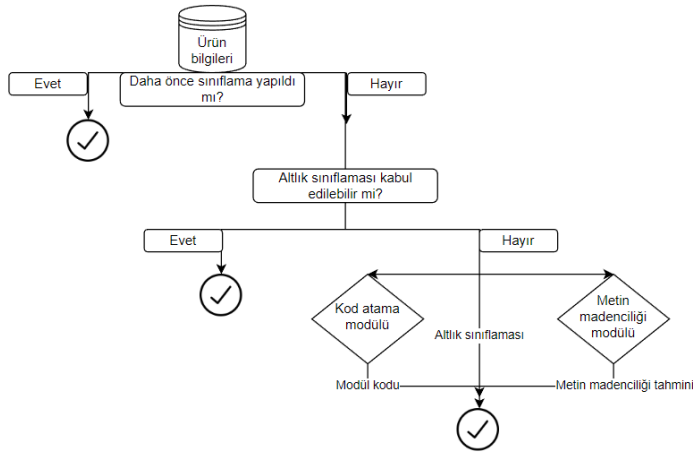 Ürün
bilgileri
Evet
Daha önce sınıflama yapıldı
mı?
Hayır
Altlık sınıflaması kabul
edilebilir mi?
Evet
Hayır
Kod atama
modülü
Altlık sınıflaması
Metin
madenciliği
modülü
Modül kodu
Metin madenciliği tahmini